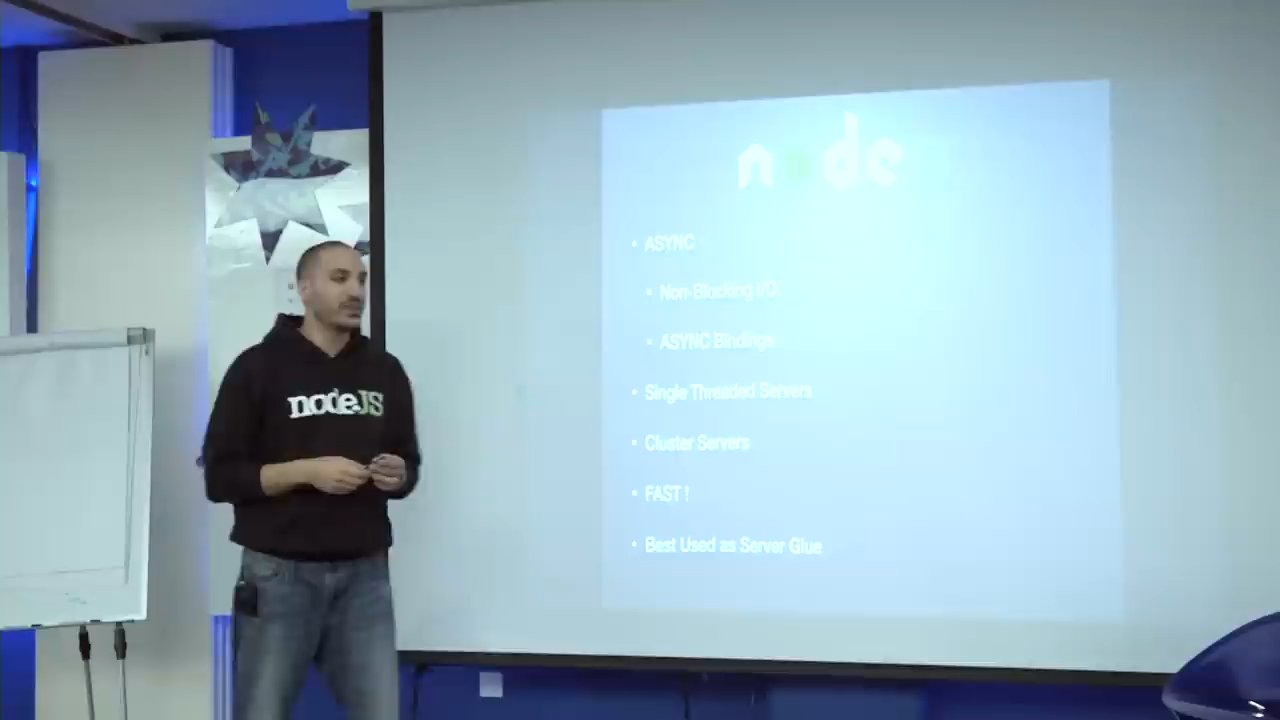 node
• ASYNC
• Non-Blocking I/O
• ASYNC Bindings
• Single Threaded Servers
• Cluster Servers
• FAST !
• Best Used as Server Glue
nodeJS